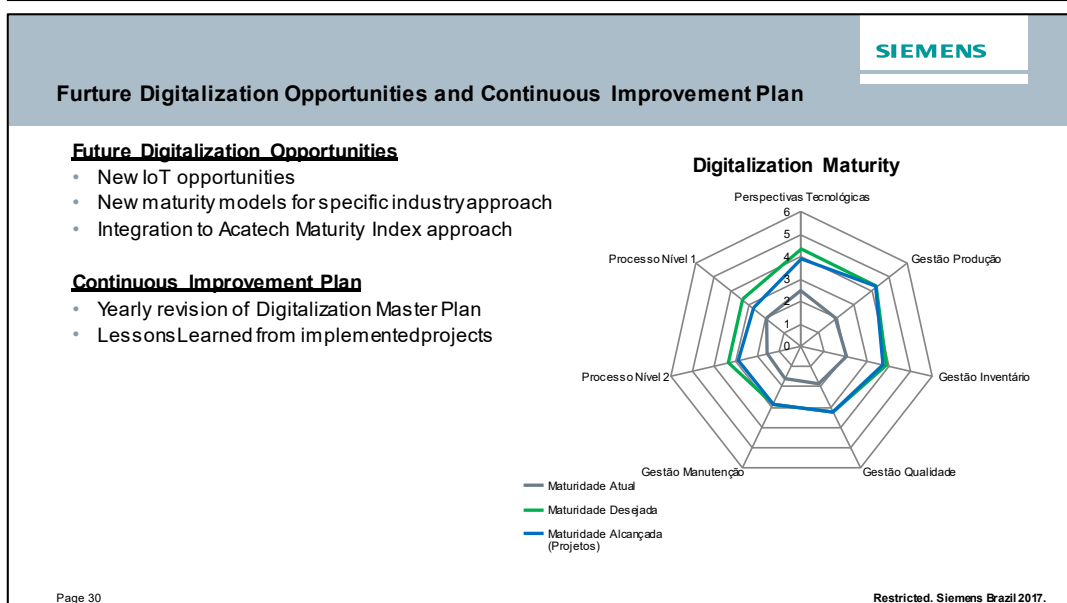 SIEMENS
Furture Digitalization Opportunities and Continuous Improvement Plan
Future Digitalization Opportunities
• New IoT opportunities
• New maturity models for specific industry approach
• Integration to Acatech Maturity Index approach
Continuous Improvement Plan
• Yearly revision of Digitalization Master Plan
• Lessons Learned from implemented projects
Digitalization Maturity
Perspectivas Tecnológicas
6
5
4
3
2
1
0
Gestão Produção
Gestão Inventário
Gestão Qualidade
Gestão Manutenção
Processo Nível 2
Processo Nível 1
Maturidade Atual
Maturidade Desejada
Maturidade Alcançada
(Projetos)
Page 30
Restricted. Siemens Brazil 2017.